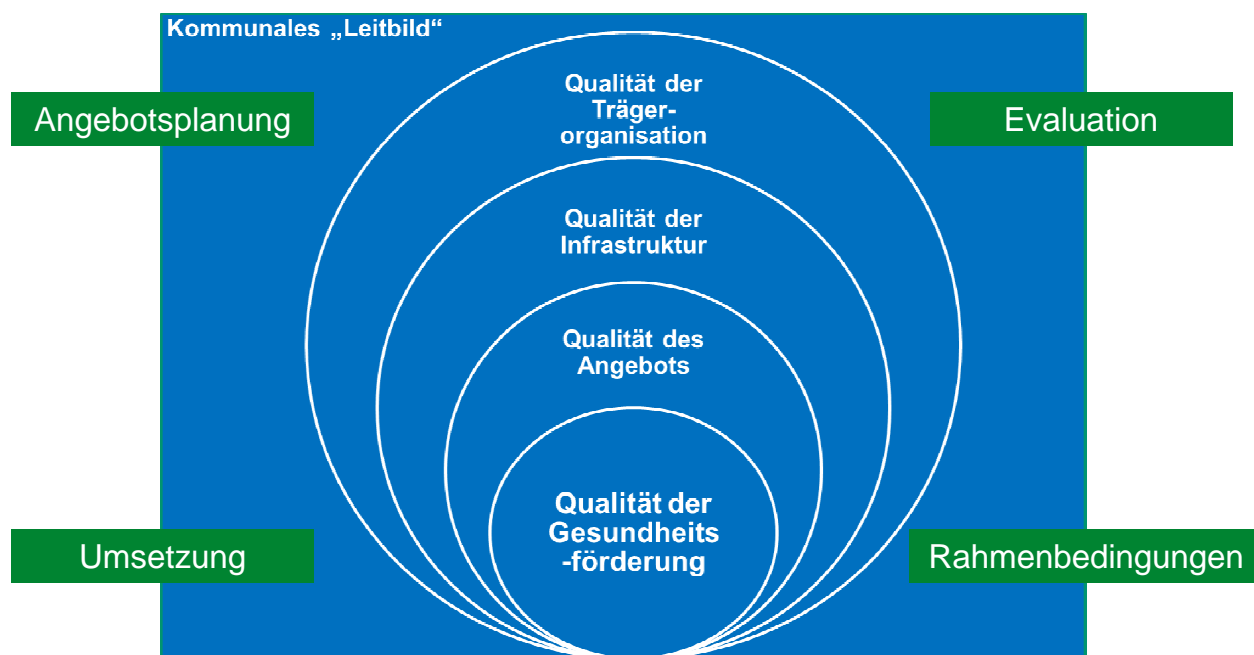 Kommunales „Leitbild“
Angebotsplanung
Evaluation
Qualität der
Träger-
organisation
Qualität der
Infrastruktur
Qualität des
Angebots
Qualität der
Gesundheits
-förderung
Umsetzung
Rahmenbedingungen